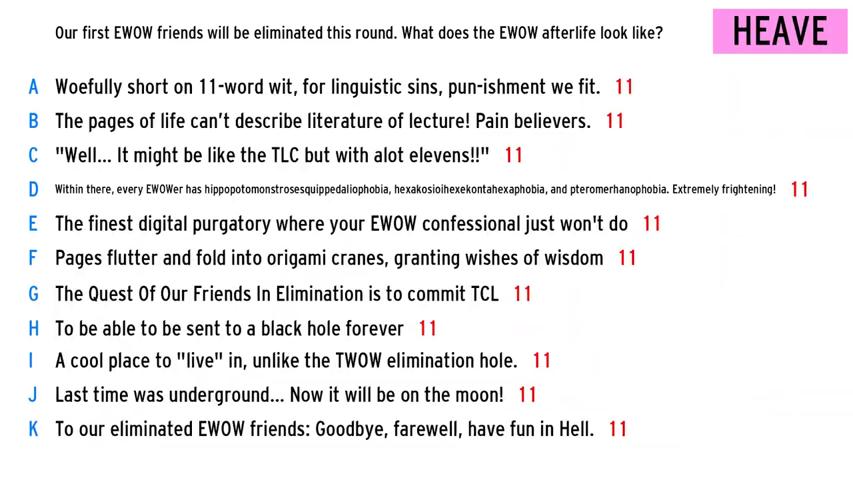 Our first EWOW friends will be eliminated this round. What does the EWOW afterlife look like?
HEAVE
A Woefully short on 11-word wit, for linguistic sins, pun-ishment we fit. 11
B The pages of life can't describe literature of lecture! Pain believers. 11
C "Well... It might be like the TLC but with alot elevens!!" 11
D Within there, every EWOWer has hippopotomonstrosesquippedaliophobia, hexakosioihexekontahexaphobia, and pteromerhanophobia. Extremely frightening! 11
E The finest digital purgatory where your EWOW confessional just won't do 11
F Pages flutter and fold into origami cranes, granting wishes of wisdom 11
G The Quest Of Our Friends In Elimination is to commit TCL 11
H To be able to be sent to a black hole forever 11
I A cool place to "live" in, unlike the TWOW elimination hole. 11
J Last time was underground... Now it will be on the moon! 11
K To our eliminated EWOW friends: Goodbye, farewell, have fun in Hell. 11